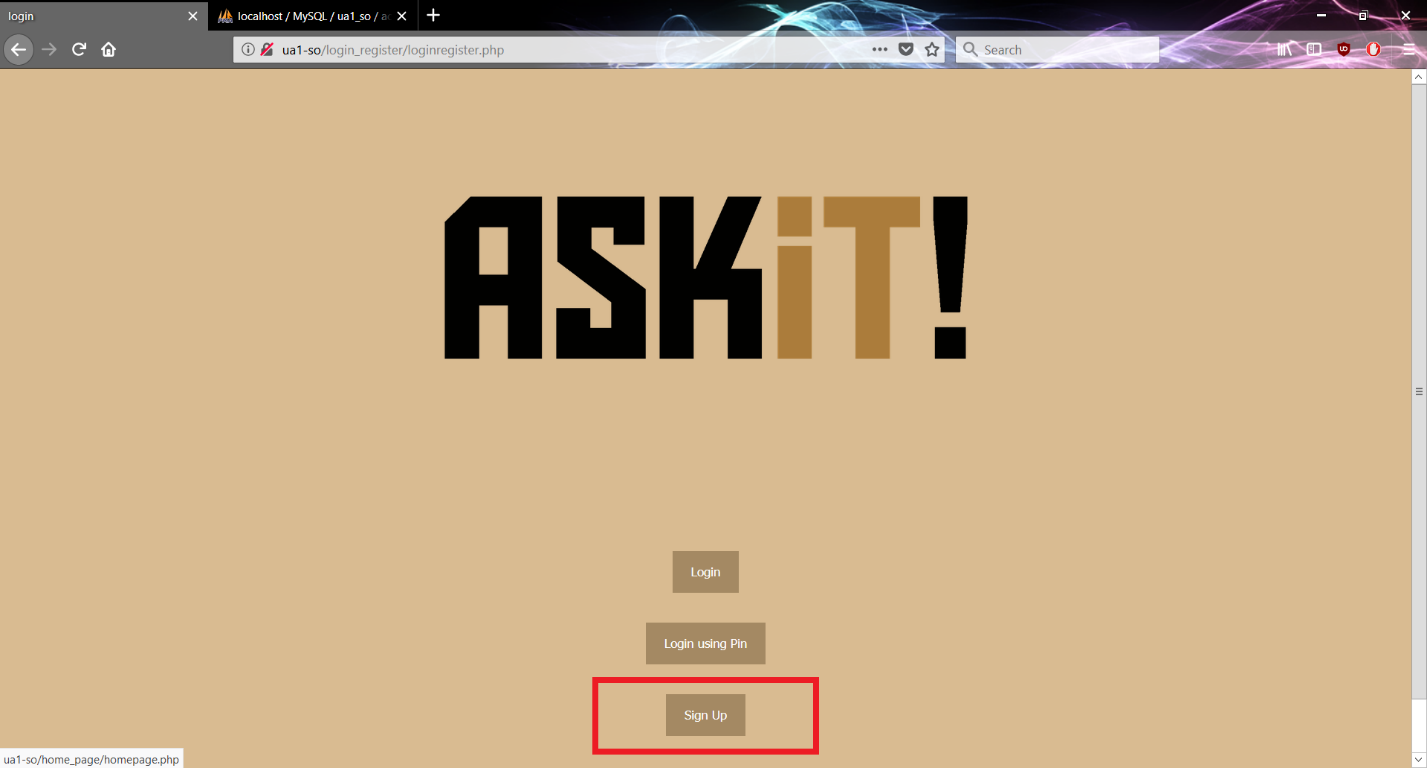 login
localhost / MySQL / ua1_so / ac
ua1-so/login_register/loginregister.php
Search
ASKiT!
Login
Login using Pin
Sign Up
ua1-so/home_page/homepage.php